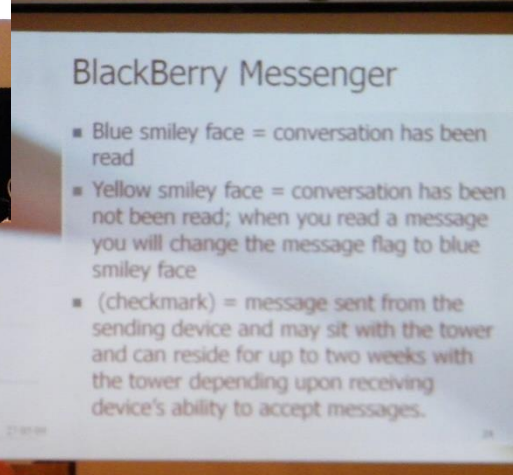 BlackBerry Messenger
▪ Blue smiley face = conversation has been
read
▪ Yellow smiley face = conversation has been
not been read; when you read a message
you will change the message flag to blue
smiley face
▪ (checkmark) = message sent from the
sending device and may sit with the tower
and can reside for up to two weeks with
the tower depending upon receiving
device's ability to accept messages.